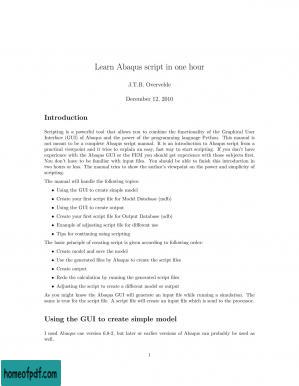 Learn Abaqus script in one hour
J.T.B. Overvelde
December 12, 2010
Introduction
Scripting is a powerful tool that allows you to combine the functionality of the Graphical User
Interface (GUI) of Abaqus and the power of the programming language Python. This manual is
not meant to be a complete Abaqus script manual. It is an introduction to Abaqus script from a
practical viewpoint and it tries to explain an easy, fast way to start scripting. If you don't have
experience with the Abaqus GUI or the FEM you should get experience with those subjects first.
You don't have to be familiar with input files. You should be able to finish this introduction in
two hours or less. The manual tries to show the author's viewpoint on the power and simplicity of
scripting.
The manual will handle the following topics:
• Using the GUI to create simple model
• Create your first script file for Model Database (mdb)
• Using the GUI to create output
• Create your first script file for Output Database (odb)
• Example of adjusting script file for different use
• Tips for continuing using scripting
The basic principle of creating script is given according to following order:
• Create model and save the model
• Use the generated files by Abaqus to create the script files
• Create output
• Redo the calculation by running the generated script files
• Adjusting the script to create a different model or output
As you might know the Abaqus GUI will generate an input file while running a simulation. The
same is true for the script file. A script file will create an input file which is send to the processor.
Using the GUI to create simple model
I used Abaqus cae version 6.8-2, but later or earlier versions of Abaqus can probably be used as
well.
1
homeofpdf.com
homeofpdf.com